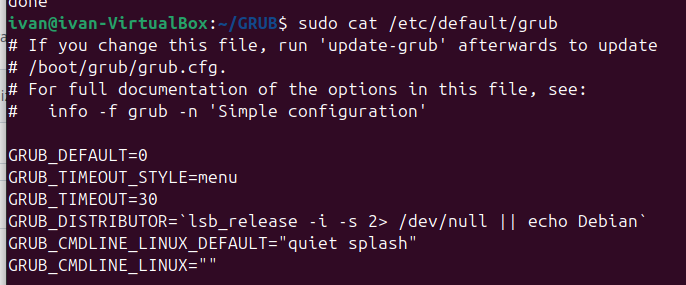 done
ivan@ivan-VirtualBox:~/GRUB$ sudo cat /etc/default/grub
# If you change this file, run 'update-grub' afterwards to update
# /boot/grub/grub.cfg.
# For full documentation of the options in this file, see:
#   info -f grub -n 'Simple configuration'

GRUB_DEFAULT=0
GRUB_TIMEOUT_STYLE=menu
GRUB_TIMEOUT=30
GRUB_DISTRIBUTOR=`lsb_release -i -s 2> /dev/null || echo Debian`
GRUB_CMDLINE_LINUX_DEFAULT="quiet splash"
GRUB_CMDLINE_LINUX=""